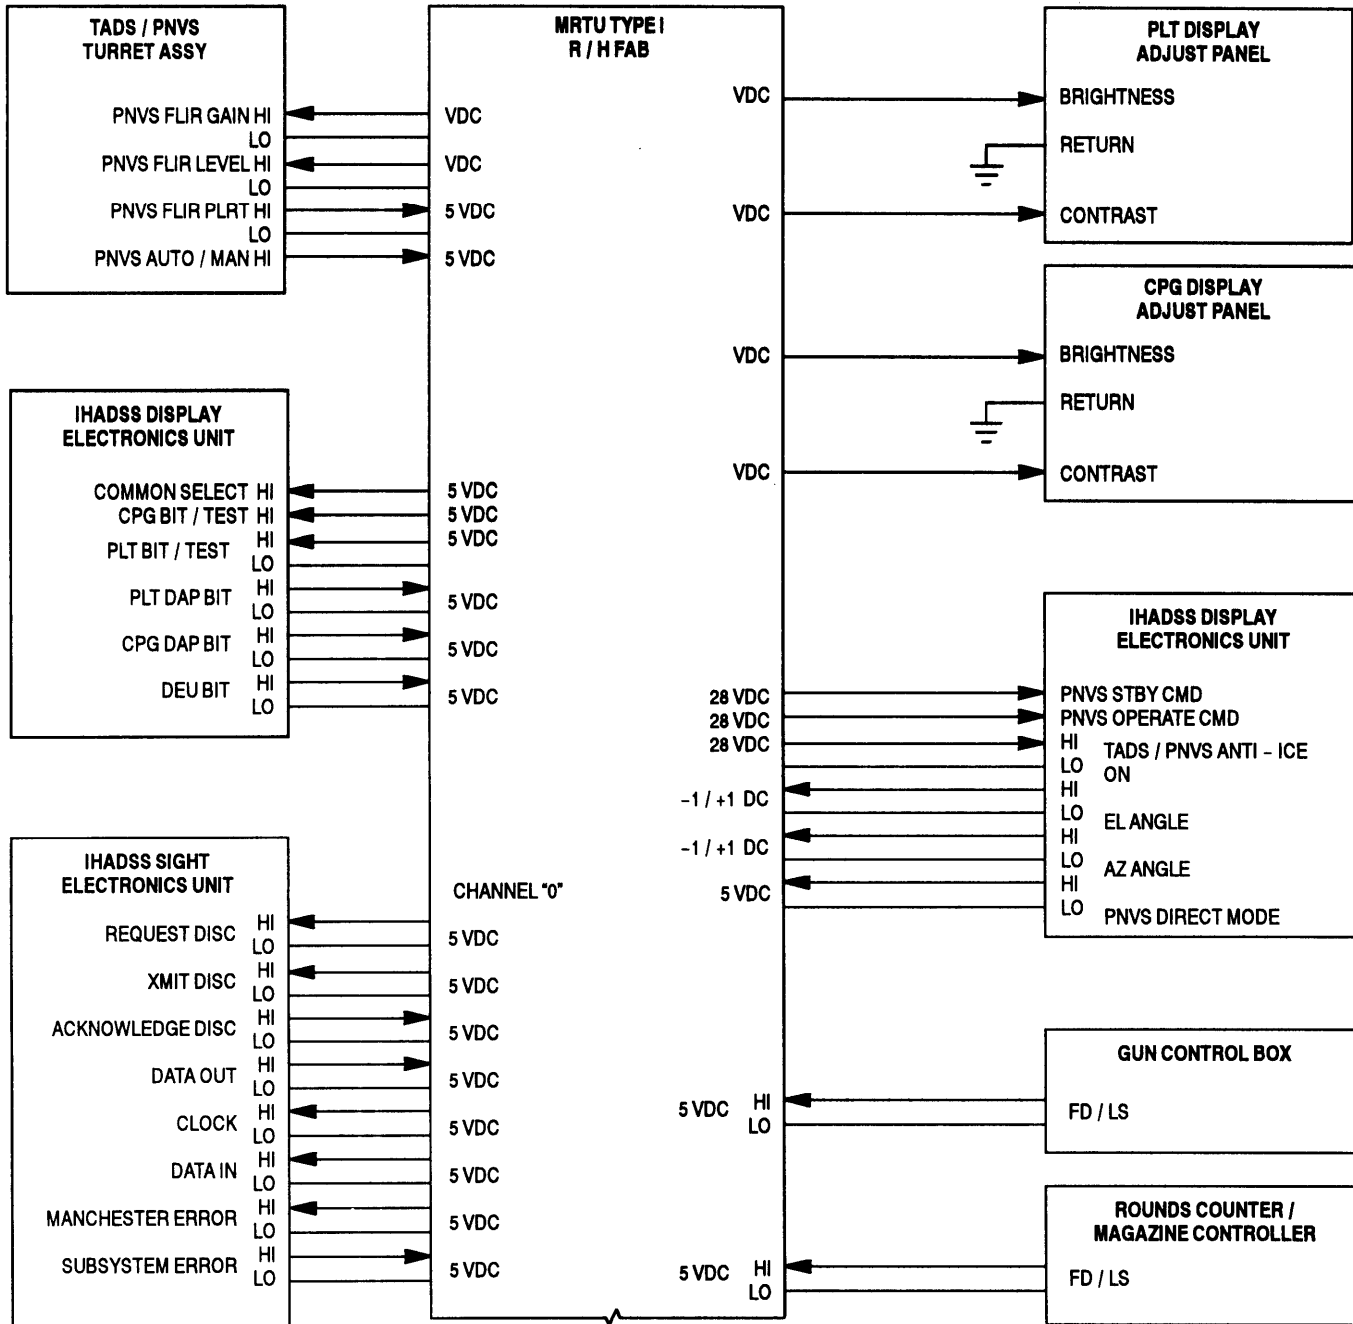 TADS / PNVS
TURRET ASSY
PNVS FLIR GAIN HI
LO
PNVS FLIR LEVEL HI
LO
PNVS FLIR PLRT HI
LO
PNVS AUTO / MAN HI
IHADSS DISPLAY
ELECTRONICS UNIT
COMMON SELECT HI
CPG BIT / TEST HI
HI
PLT BIT / TEST
LO
HI
PLT DAP BIT
LO
HI
CPG DAP BIT
LO
HI
DEU BIT
LO
IHADSS SIGHT
ELECTRONICS UNIT
HI
REQUEST DISC
LO
HI
XMIT DISC
LO
HI
ACKNOWLEDGE DISC
LO
HI
DATA OUT
LO
HI
CLOCK
LO
HI
DATA IN
LO
HI
MANCHESTER ERROR
LO
HI
SUBSYSTEM ERROR
LO
MRTU TYPE I
R / H FAB
VDC
VDC
5 VDC
5 VDC
5 VDC
5 VDC
5 VDC
5 VDC
5 VDC
5 VDC
CHANNEL "0"
5 VDC
5 VDC
5 VDC
5 VDC
5 VDC
5 VDC
5 VDC
5 VDC
VDC
VDC
VDC
VDC
28 VDC
28 VDC
28 VDC
-1 / +1 DC
-1 / +1 DC
5 VDC
5 VDC HI
LO
5 VDC HI
LO
PLT DISPLAY
ADJUST PANEL
BRIGHTNESS
RETURN
CONTRAST
CPG DISPLAY
ADJUST PANEL
BRIGHTNESS
RETURN
CONTRAST
IHADSS DISPLAY
ELECTRONICS UNIT
PNVS STBY CMD
PNVS OPERATE CMD
HI
TADS / PNVS ANTI - ICE
LO
ON
HI
LO
EL ANGLE
HI
LO
AZ ANGLE
HI
LO
PNVS DIRECT MODE
GUN CONTROL BOX
FD / LS
ROUNDS COUNTER /
MAGAZINE CONTROLLER
FD / LS